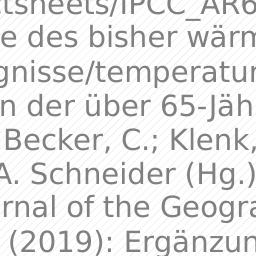 ctsheets/IPCC_AR6
e des bisher wärm
gnisse/temperatur
n der über 65-Jäh
Becker, C.; Klenk,
A. Schneider (Hg.)
rnal of the Geogra
(2019): Ergänzun